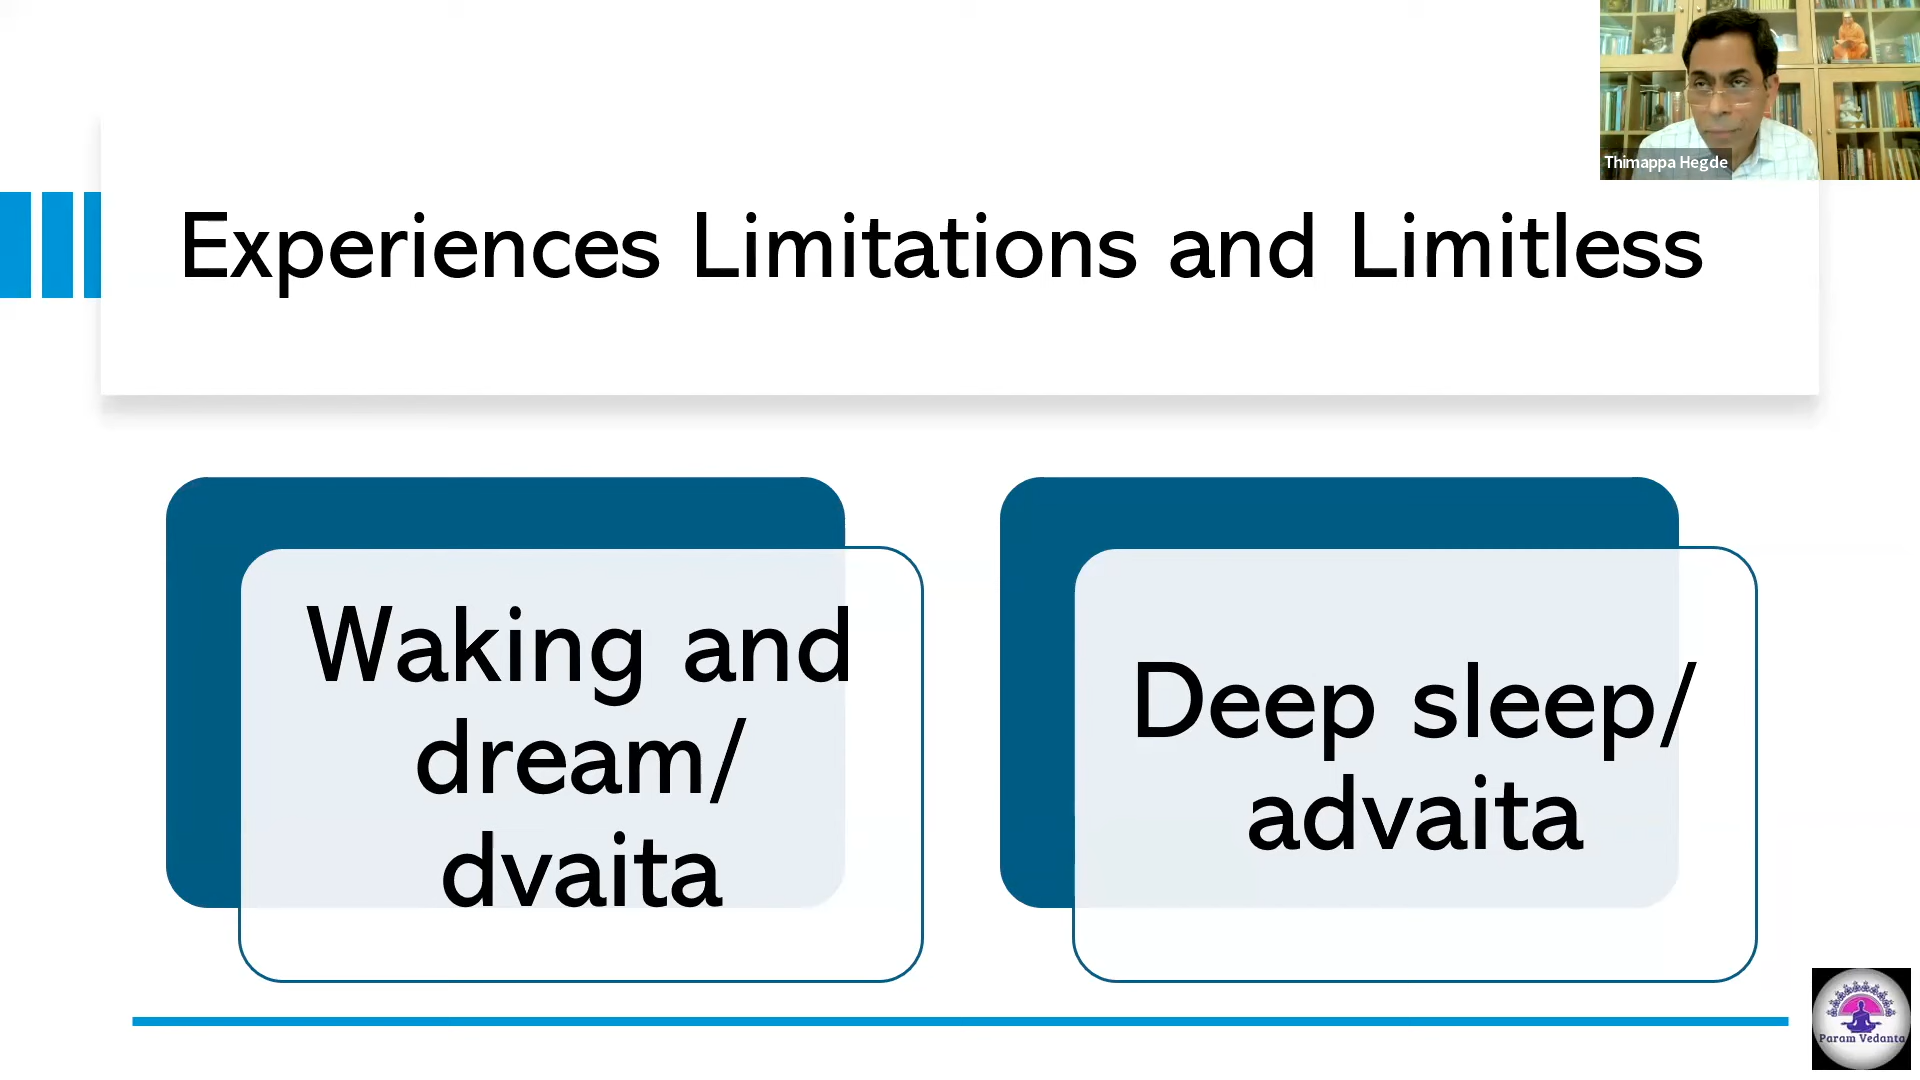 Thimappa Hegde
Experiences Limitations and Limitless
Waking and
dream/
dvaita
Deep sleep/
advaita
Param Vedanta